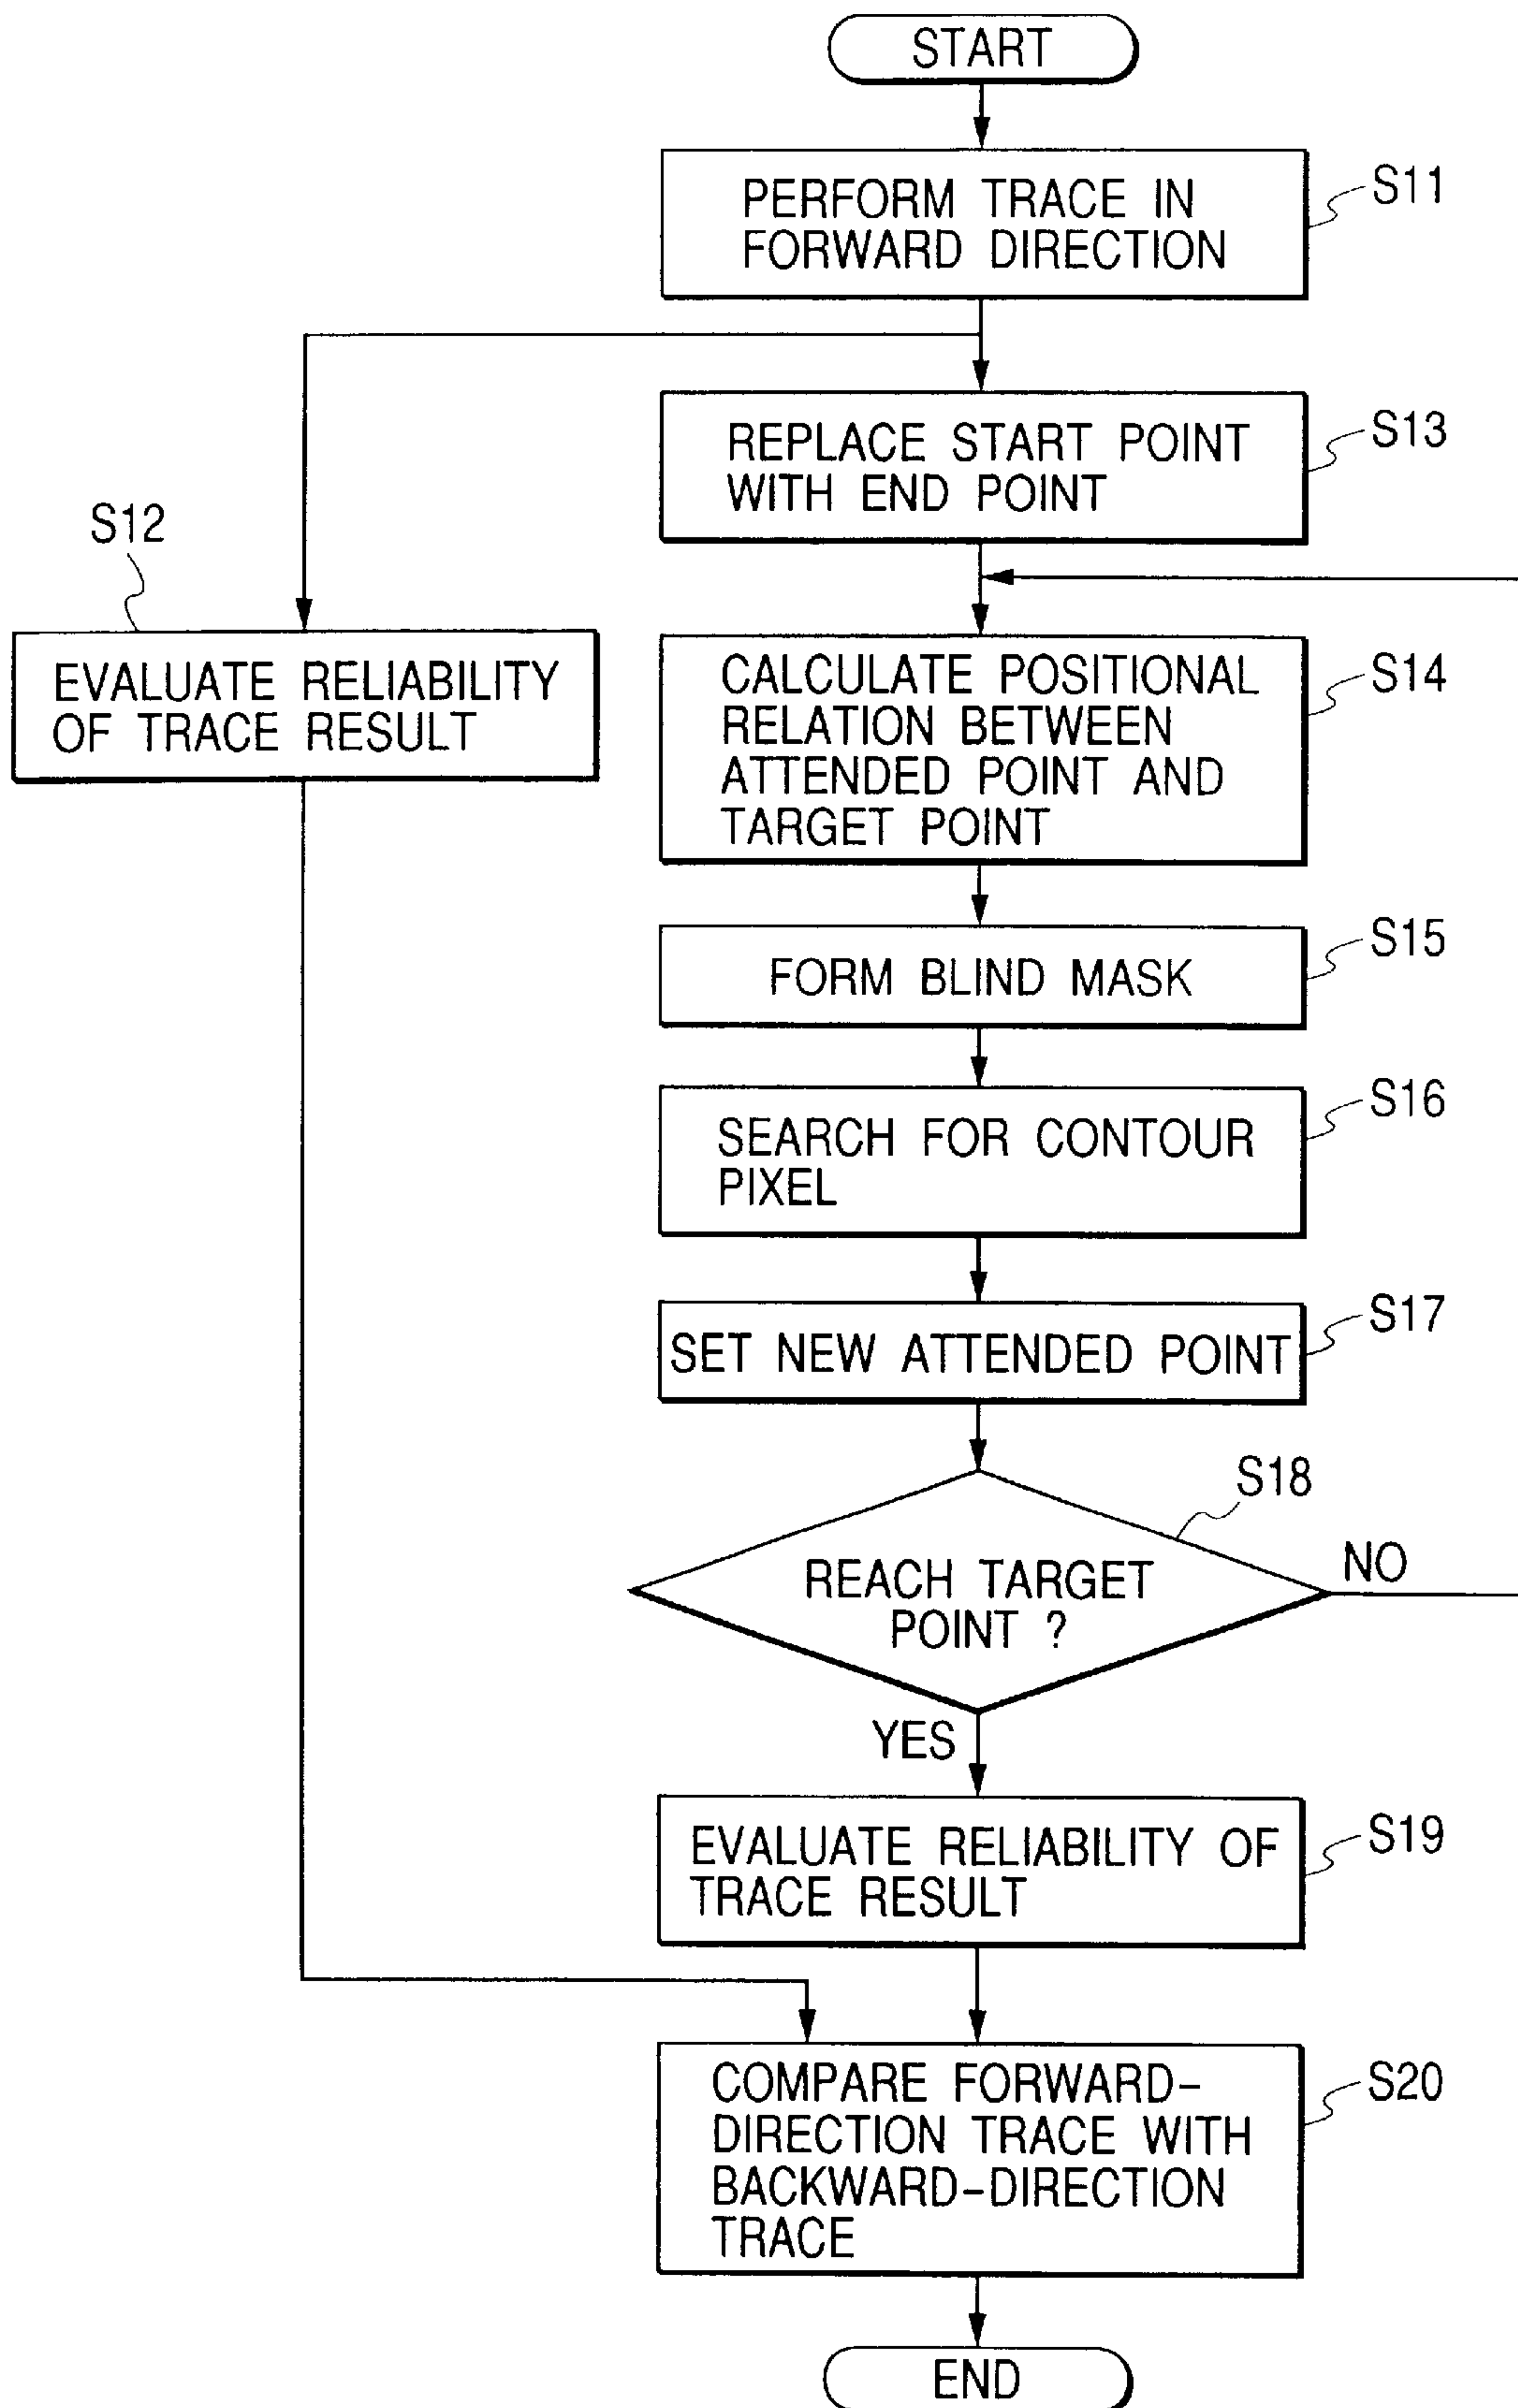 START
PERFORM TRACE IN
FORWARD DIRECTION
S11
REPLACE START POINT
WITH END POINT
S13
S12
EVALUATE RELIABILITY
OF TRACE RESULT
CALCULATE POSITIONAL
RELATION BETWEEN
ATTENDED POINT AND
TARGET POINT
S14
FORM BLIND MASK
S15
SEARCH FOR CONTOUR
PIXEL
S16
SET NEW ATTENDED POINT
S17
S18
REACH TARGET
POINT ?
NO
YES
EVALUATE RELIABILITY OF
TRACE RESULT
S19
COMPARE FORWARD-
DIRECTION TRACE WITH
BACKWARD-DIRECTION
TRACE
S20
END